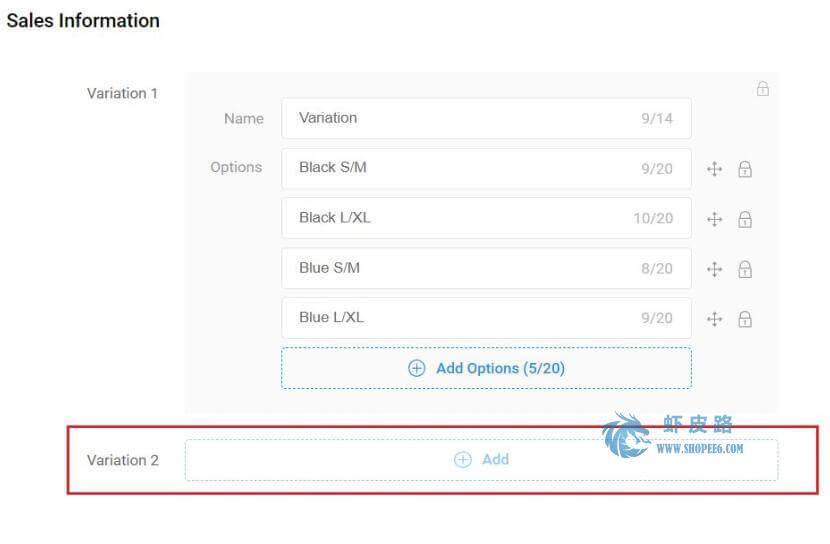 Sales Information
Variation 1
Name
Variation
9/14
Options
Black S/M
9/20
Black L/XL
10/20
Blue S/M
8/20
Blue L/XL
9/20
Add Options (5/20)
虾皮路
WWW.SHOPEE6.COM
Variation 2
Add